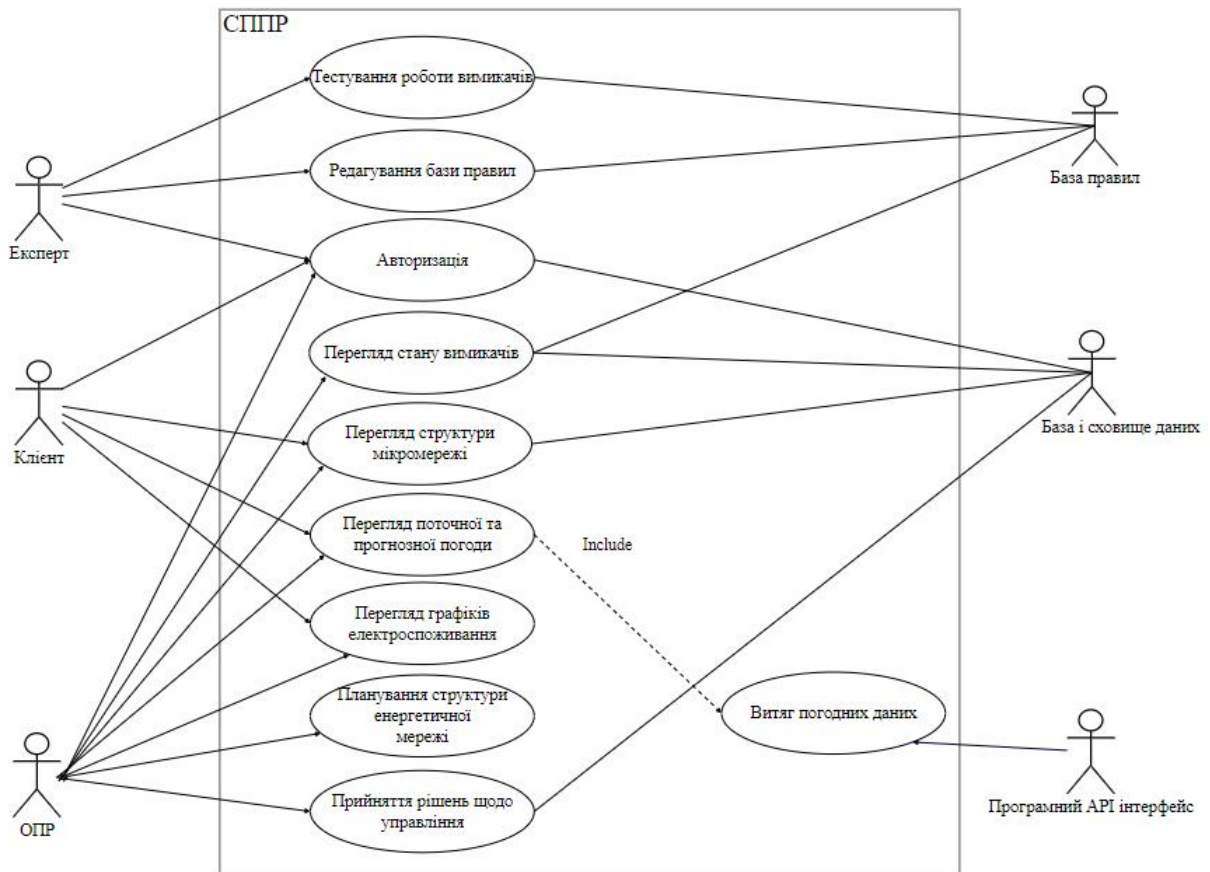 СППР
Тестування роботи вимикачів
Редагування бази правил
База правил
Експерт
Авторизація
Перегляд стану вимикачів
База і сховище даних
Клієнт
Перегляд структури
мікромережі
Перегляд поточної та
прогнозної погоди
Include
Перегляд графіків
електроспоживання
Планування структури
енергетичної
мережі
Витяг погодних даних
Прийняття рішень щодо
управління
Програмний API інтерфейс
ОПР